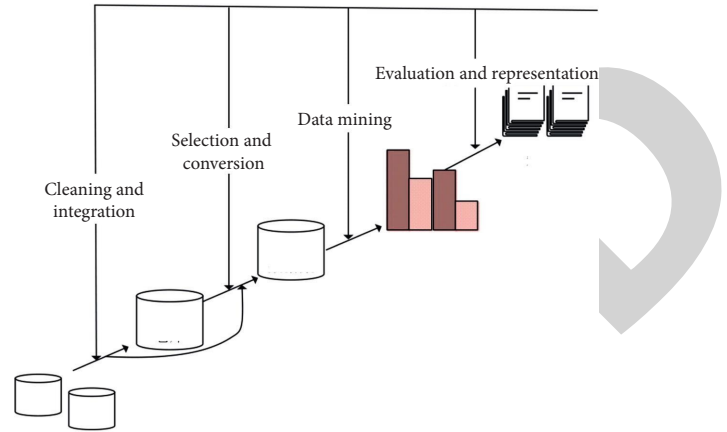 Evaluation and representation
Data mining
Selection and
conversion
Cleaning and
integration